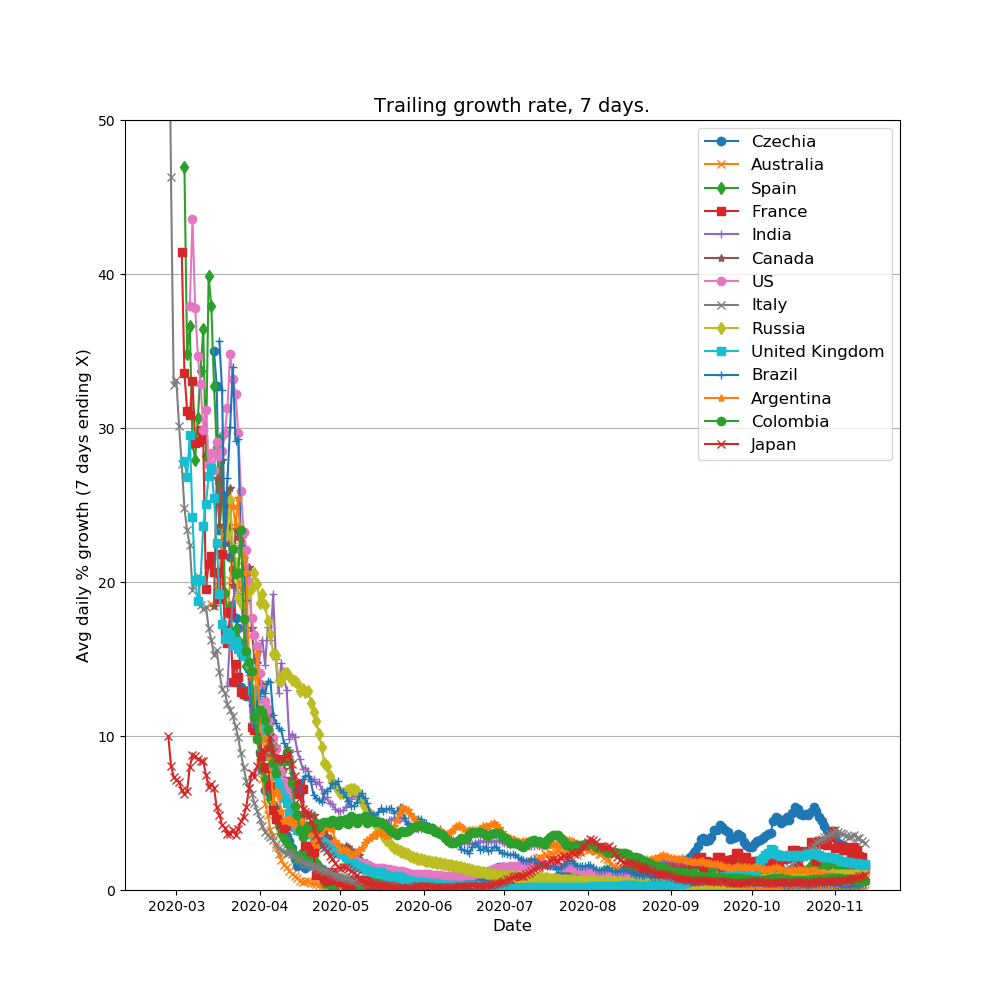 Trailing growth rate, 7 days.
50
40
30
20
10
0
Avg daily % growth (7 days ending X)
Czechia
Australia
Spain
France
India
Canada
US
Italy
Russia
United Kingdom
Brazil
Argentina
Colombia
Japan
2020-03 2020-04 2020-05 2020-06 2020-07 2020-08 2020-09 2020-10 2020-11
Date